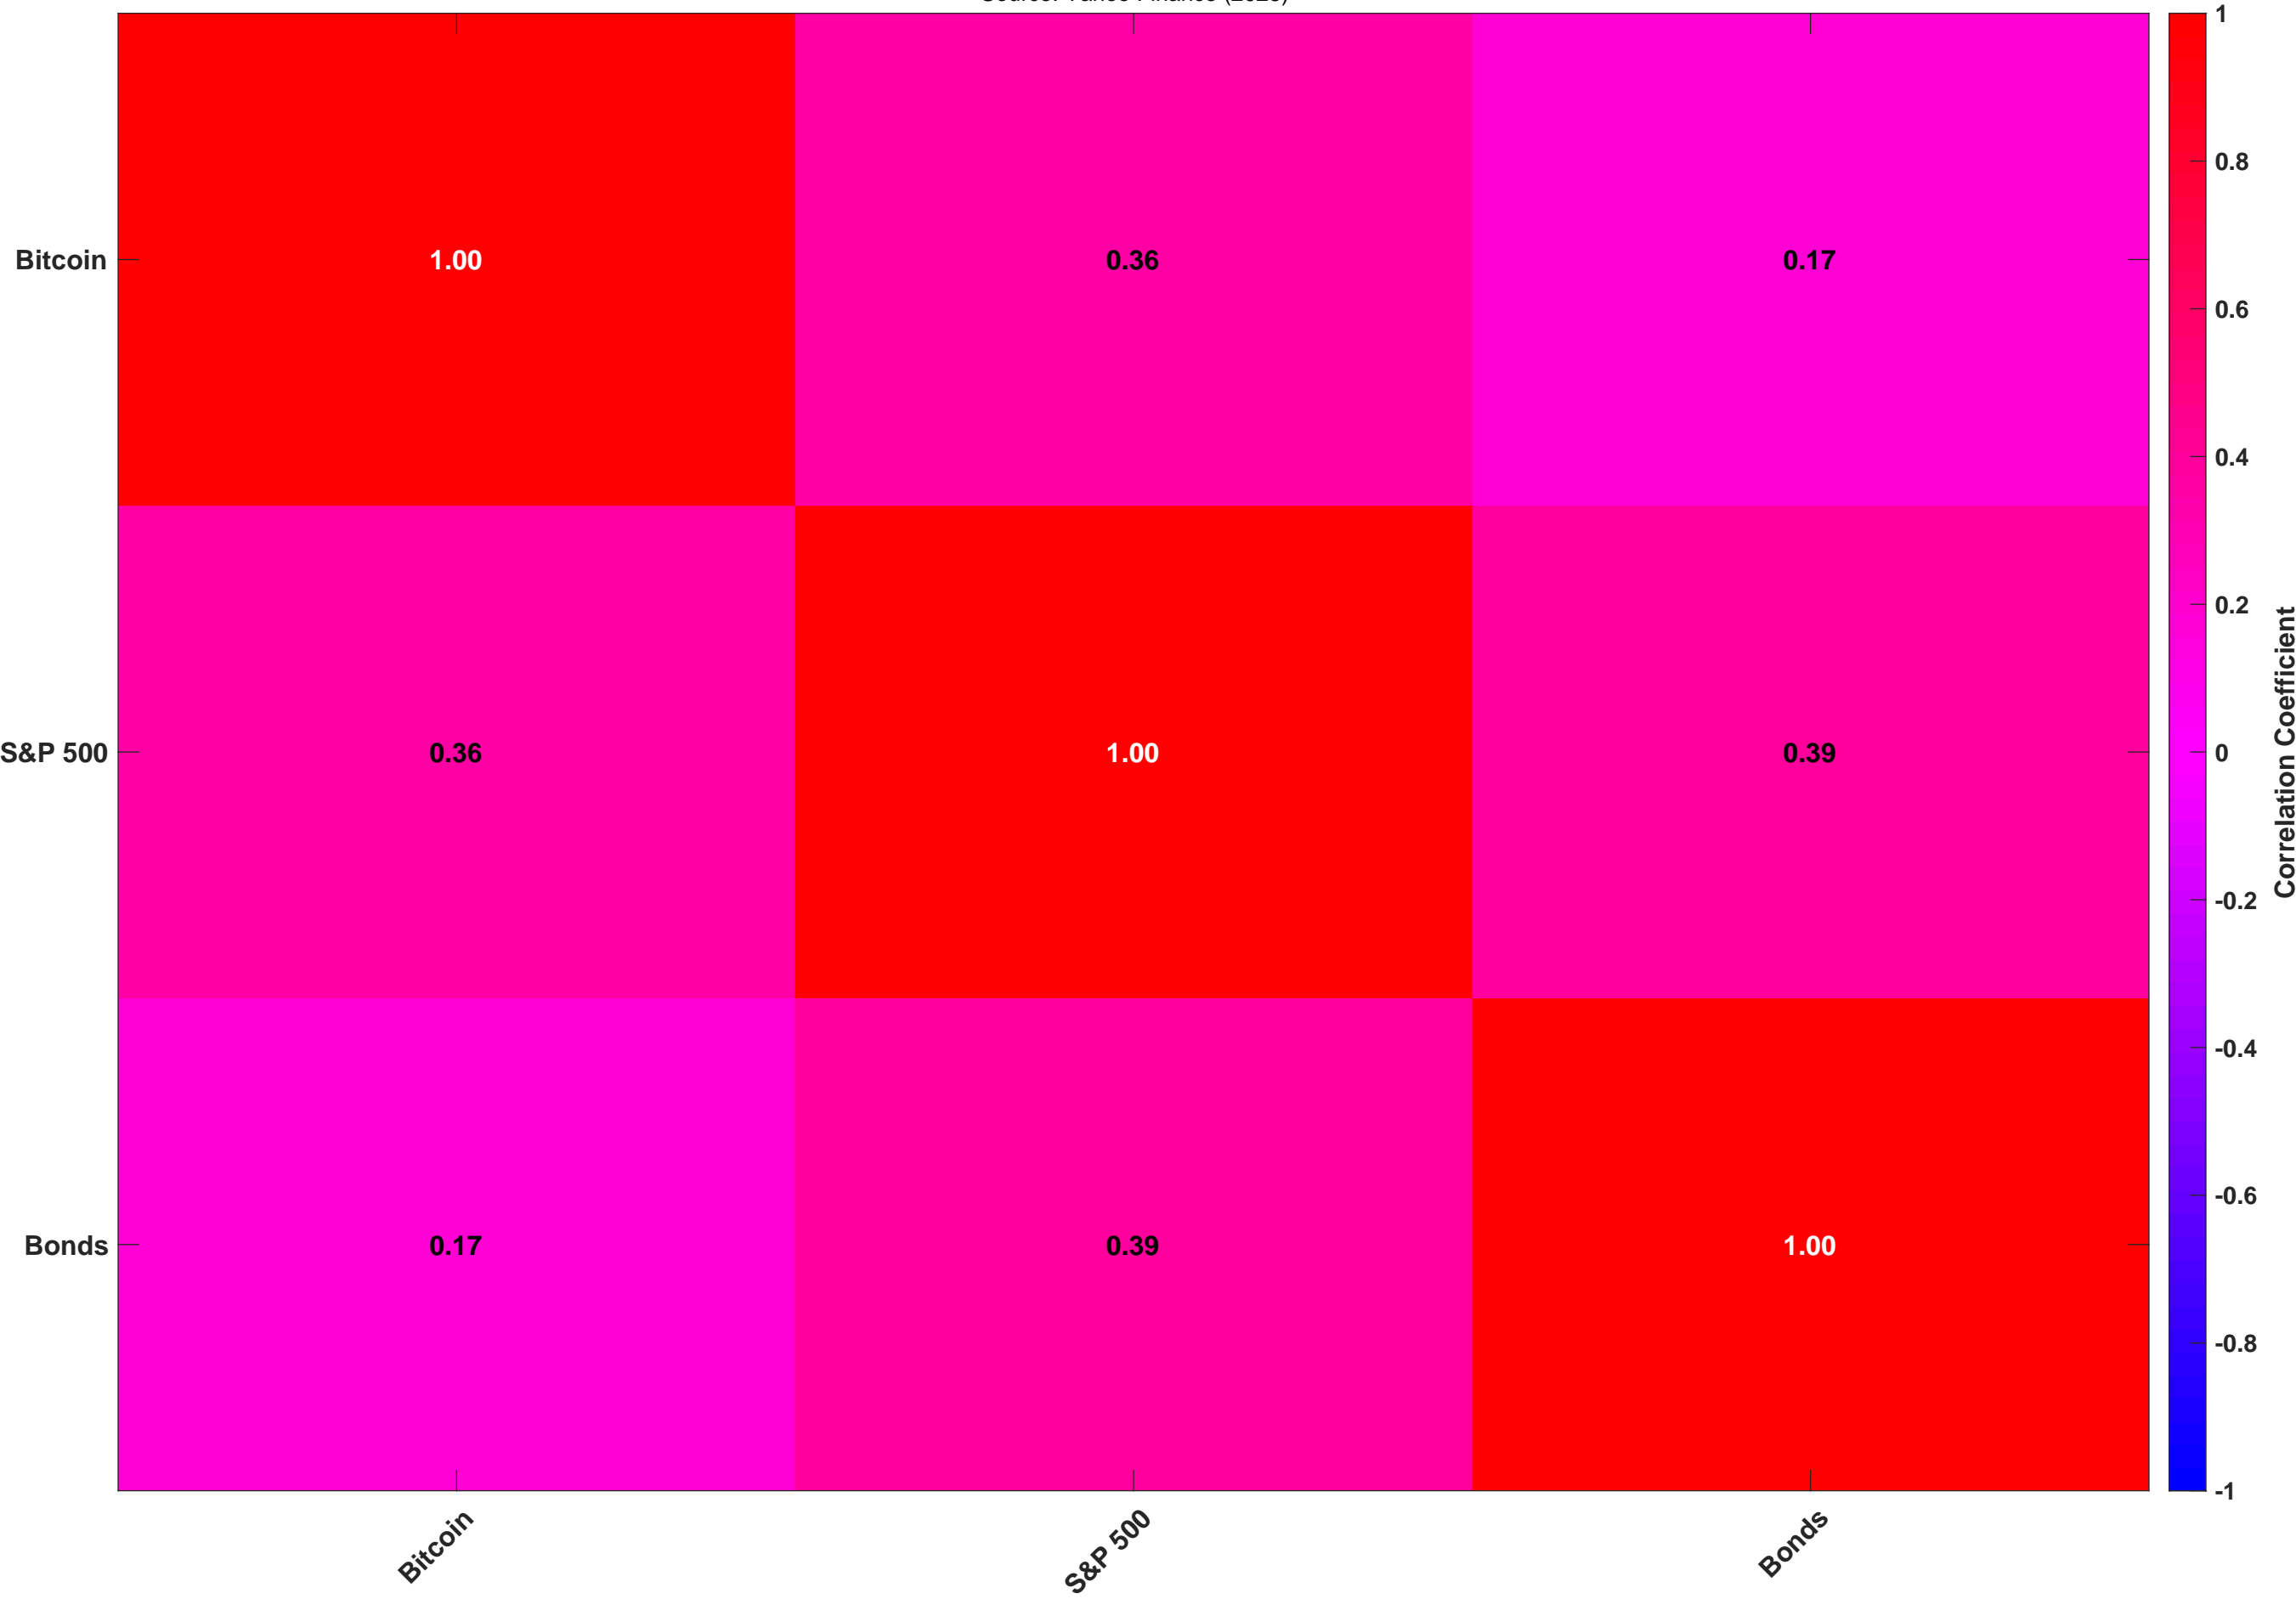 1
0.8
Bitcoin 1.00 0.36 0.17
0.6
0.4
0.2
S&P 500 0.36 1.00 0.39
0
Correlation Coefficient
-0.2
-0.4
-0.6
Bonds 0.17 0.39 1.00
-0.8
-1
Bitcoin S&P 500 Bonds